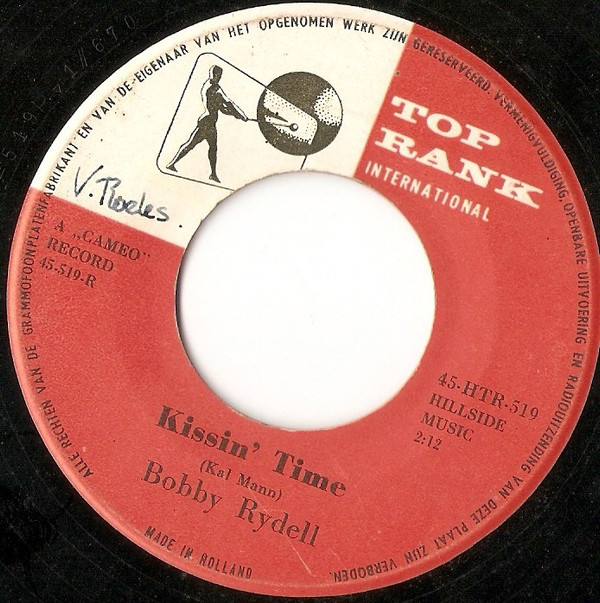 ALLE RECHTEN VAN DE GRAMMOFOONPLATENFABRIKANT EN VAN DE EIGENAAR VAN HET OPGENOMEN WERK ZIJN GERESERVEERD. VERMENIGVULDIGING, OPENBARE UITVOERING EN RADIOUITZENDING VAN DEZE PLAAT ZIJN VERBODEN.
TOP
RANK
INTERNATIONAL
A „CAMEO"
RECORD
45-519-R
45-HTR-519
HILLSIDE
MUSIC
2:12
Kissin' Time
(Kal Mann)
Bobby Rydell
MADE IN HOLLAND